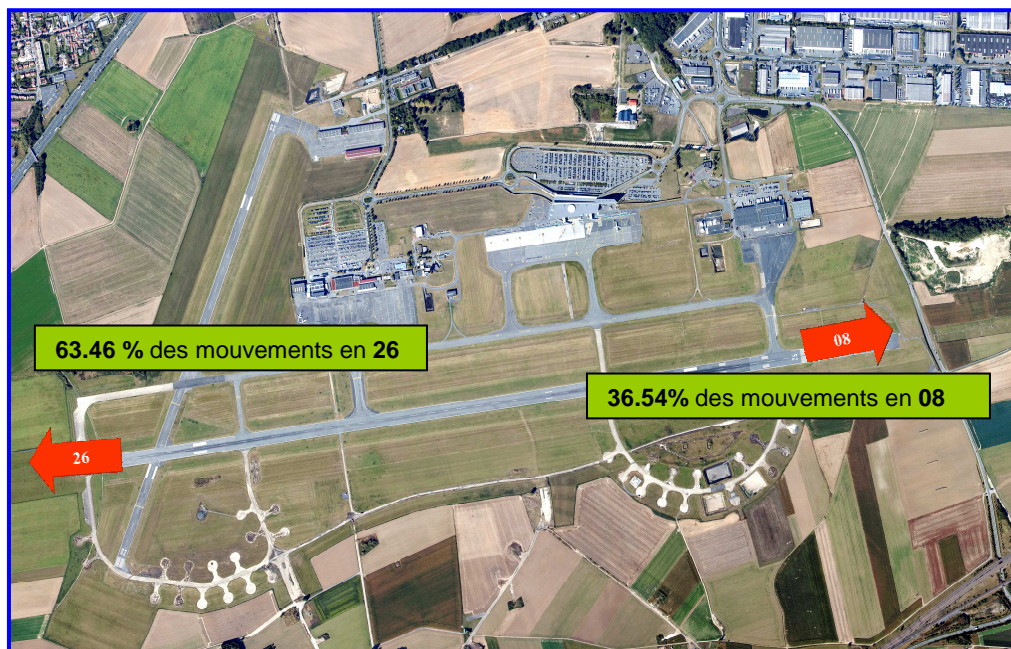 63.46 % des mouvements en 26
08
36.54% des mouvements en 08
26